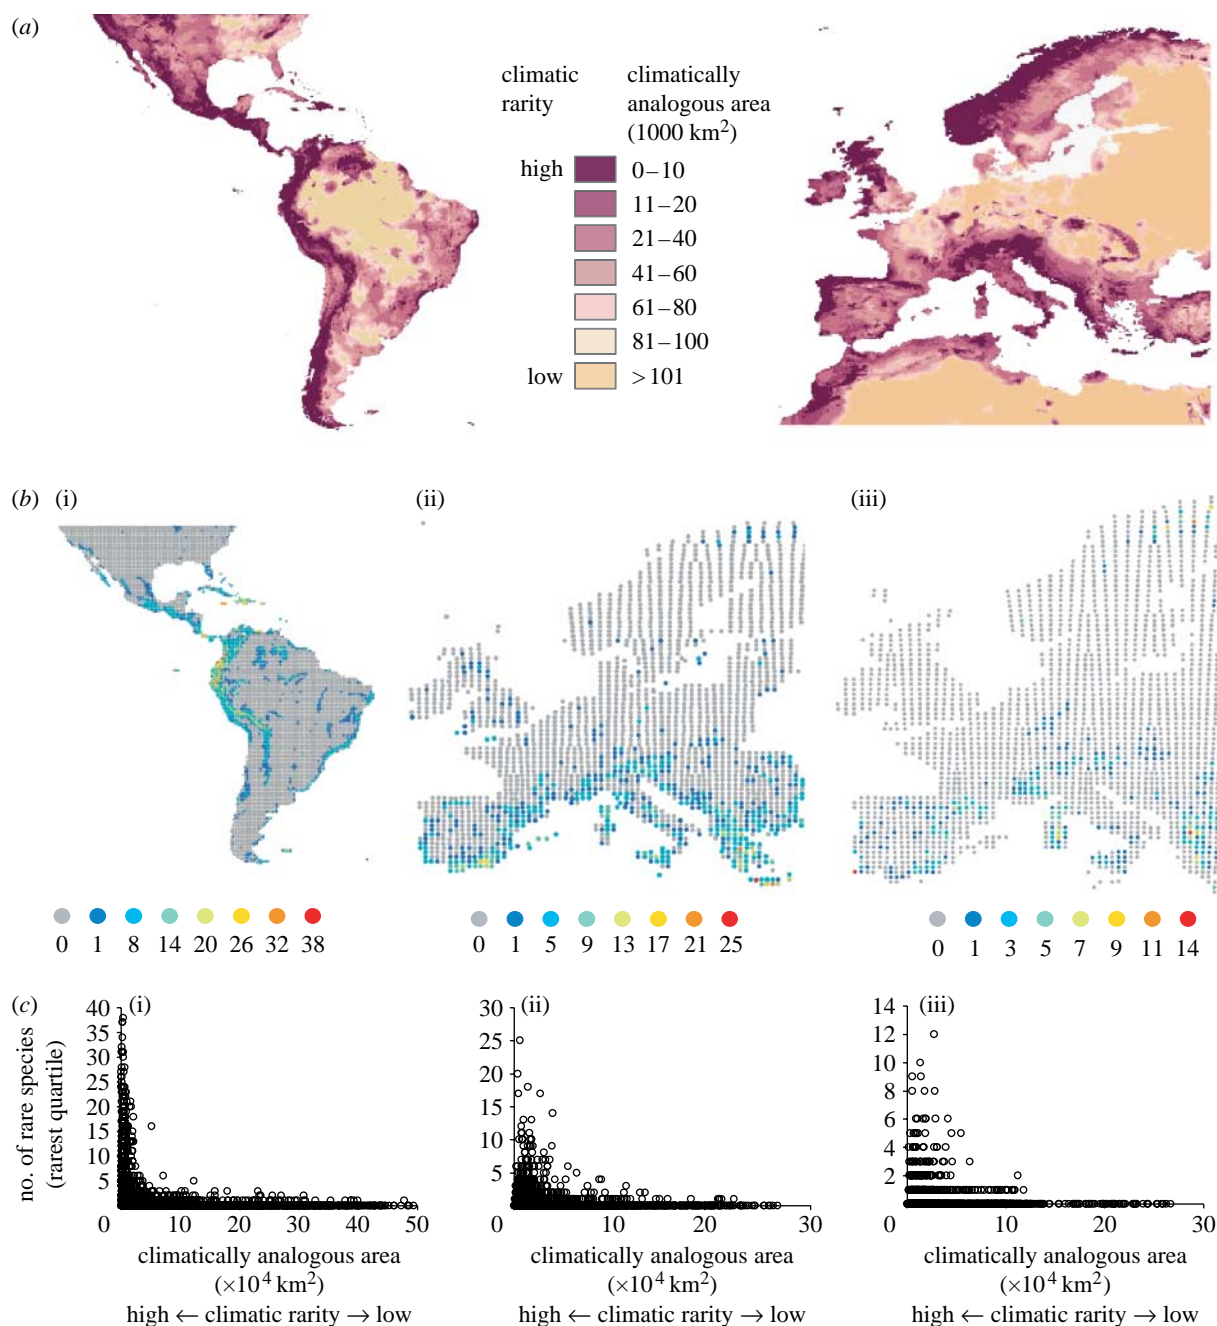 (a)
climatic rarity
climatically analogous area (1000 km²)
high 0–10
11–20
21–40
41–60
61–80
81–100
low >101
(b) (i)
(ii)
(iii)
0 1 8 14 20 26 32 38
0 1 5 9 13 17 21 25
0 1 3 5 7 9 11 14
(c)
no. of rare species
(rarest quartile)
(i)
40
35
30
25
20
15
10
5
0 10 20 30 40 50
climatically analogous area
(×10⁴ km²)
high ← climatic rarity → low
(ii)
30
25
20
15
10
5
0 10 20 30
climatically analogous area
(×10⁴ km²)
high ← climatic rarity → low
(iii)
14
12
10
8
6
4
2
0 10 20 30
climatically analogous area
(×10⁴ km²)
high ← climatic rarity → low